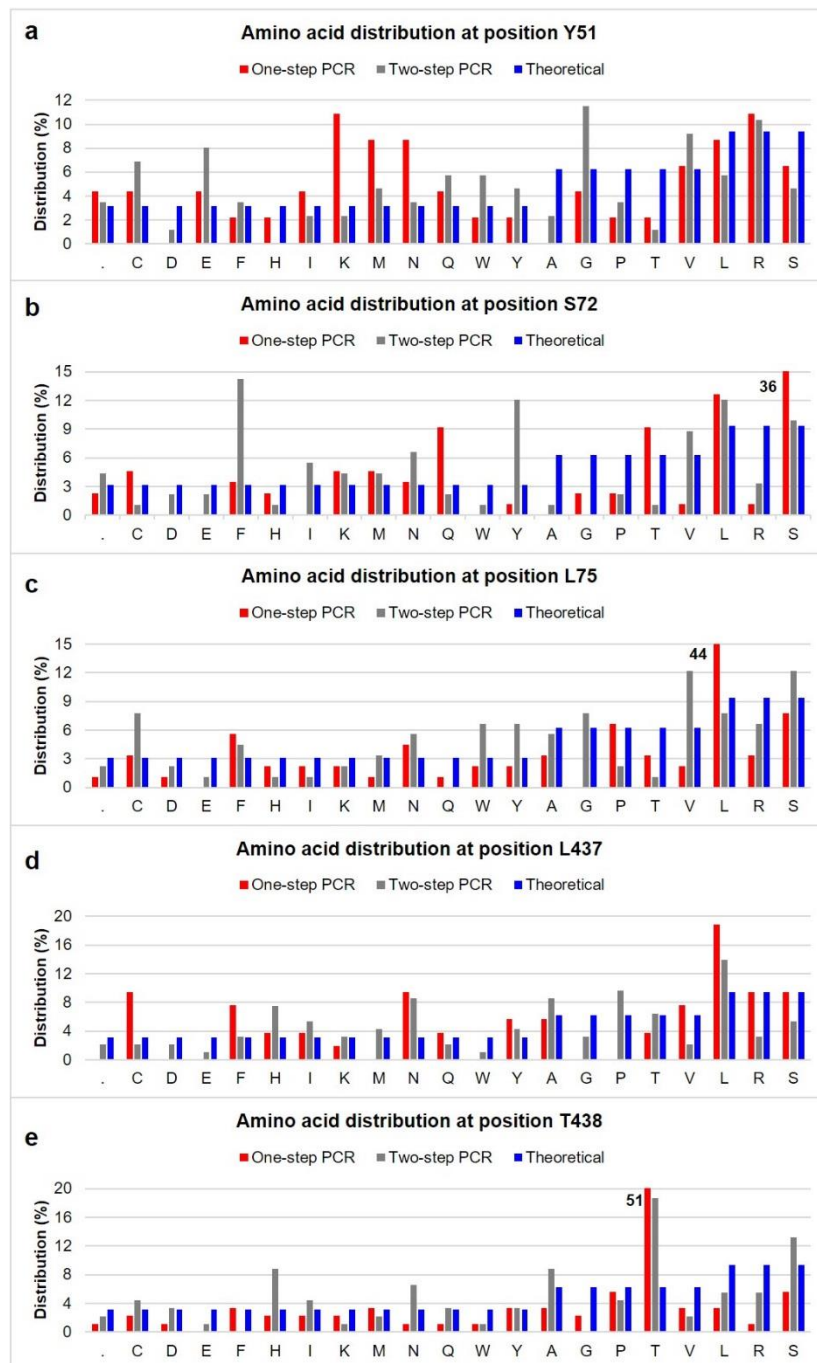 a
Amino acid distribution at position Y51
One-step PCR Two-step PCR Theoretical
Distribution (%)
12
10
8
6
4
2
0
. C D E F H I K M N Q W Y A G P T V L R S
b
Amino acid distribution at position S72
One-step PCR Two-step PCR Theoretical
Distribution (%)
15
12
9
6
3
0
36
. C D E F H I K M N Q W Y A G P T V L R S
c
Amino acid distribution at position L75
One-step PCR Two-step PCR Theoretical
Distribution (%)
15
12
9
6
3
0
44
. C D E F H I K M N Q W Y A G P T V L R S
d
Amino acid distribution at position L437
One-step PCR Two-step PCR Theoretical
Distribution (%)
20
16
12
8
4
0
. C D E F H I K M N Q W Y A G P T V L R S
e
Amino acid distribution at position T438
One-step PCR Two-step PCR Theoretical
Distribution (%)
20
16
12
8
4
0
51
. C D E F H I K M N Q W Y A G P T V L R S